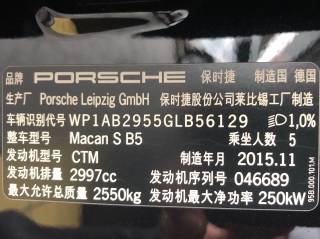 品牌 PORSCHE 保时捷 制造国 德国
生产厂 Porsche Leipzig GmbH 保时捷股份公司莱比锡工厂制造
车辆识别代号 WP1AB2955GLB56129 1,0%
整车型号 Macan S B5 乘坐人数 5
发动机型号 CTM 制造年月 2015.11
发动机排量 2997cc 发动机号 046689
最大允许总质量 2550kg 发动机最大净功率 250kW
95B.000.101.M